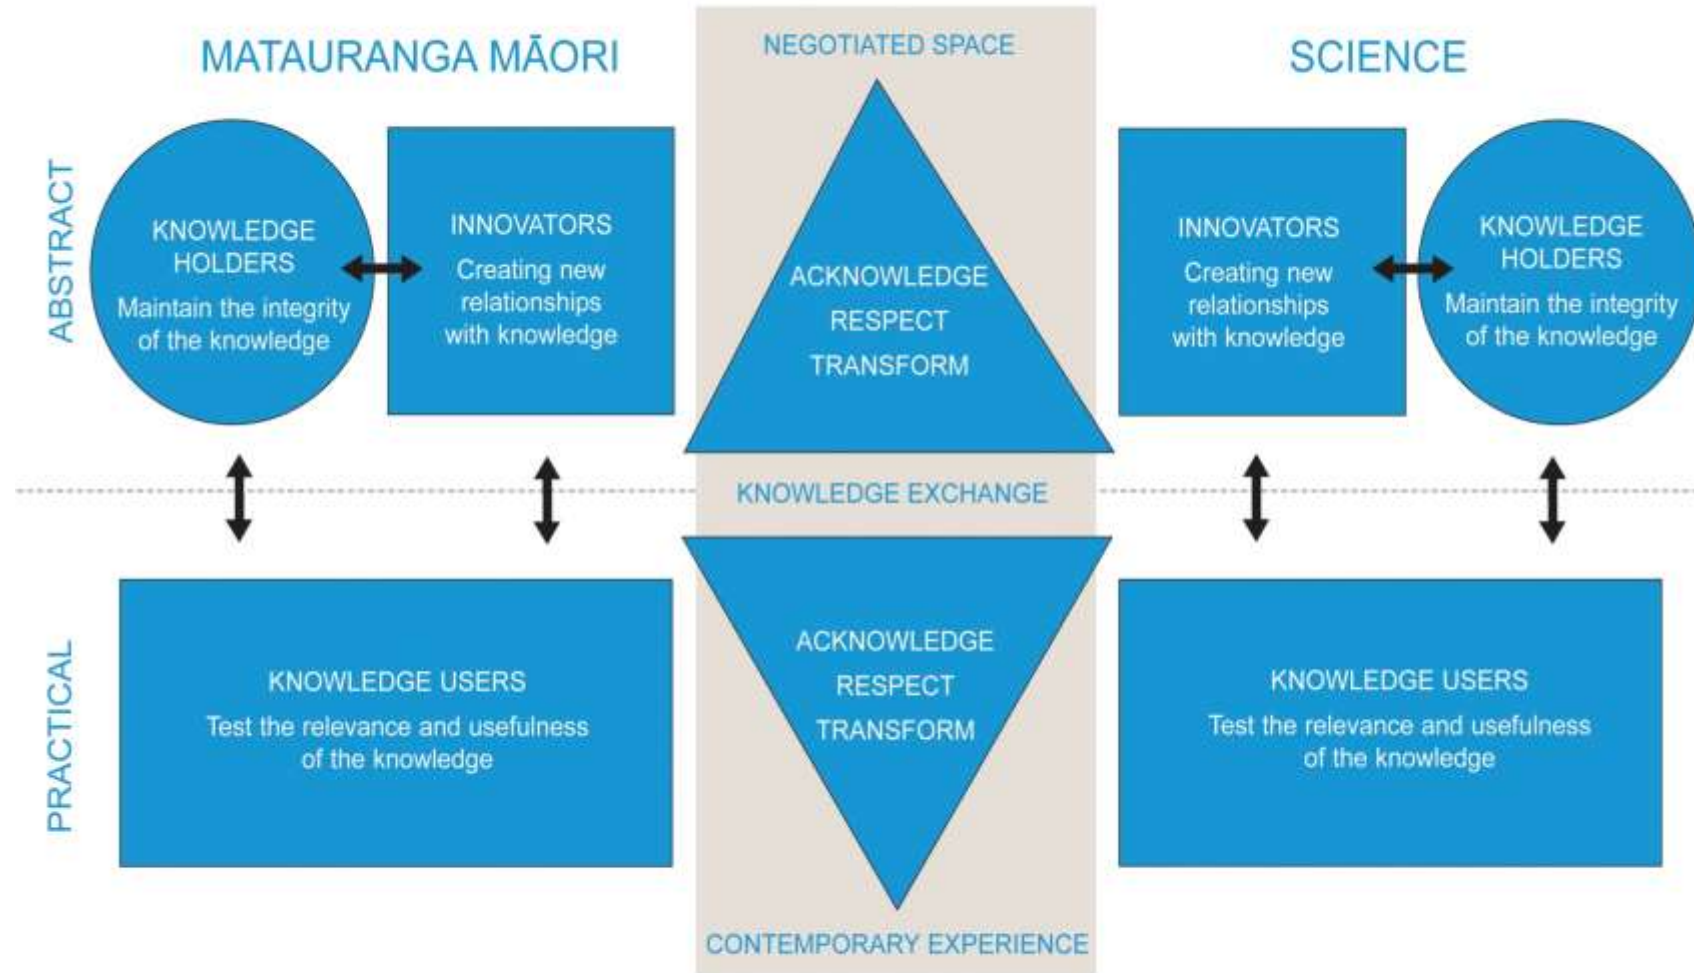 MATAURANGA MĀORI
NEGOTIATED SPACE
SCIENCE
ABSTRACT
KNOWLEDGE
HOLDERS
Maintain the integrity
of the knowledge
INNOVATORS
Creating new
relationships
with knowledge
ACKNOWLEDGE
RESPECT
TRANSFORM
INNOVATORS
Creating new
relationships
with knowledge
KNOWLEDGE
HOLDERS
Maintain the integrity
of the knowledge
KNOWLEDGE EXCHANGE
PRACTICAL
KNOWLEDGE USERS
Test the relevance and usefulness
of the knowledge
ACKNOWLEDGE
RESPECT
TRANSFORM
KNOWLEDGE USERS
Test the relevance and usefulness
of the knowledge
CONTEMPORARY EXPERIENCE